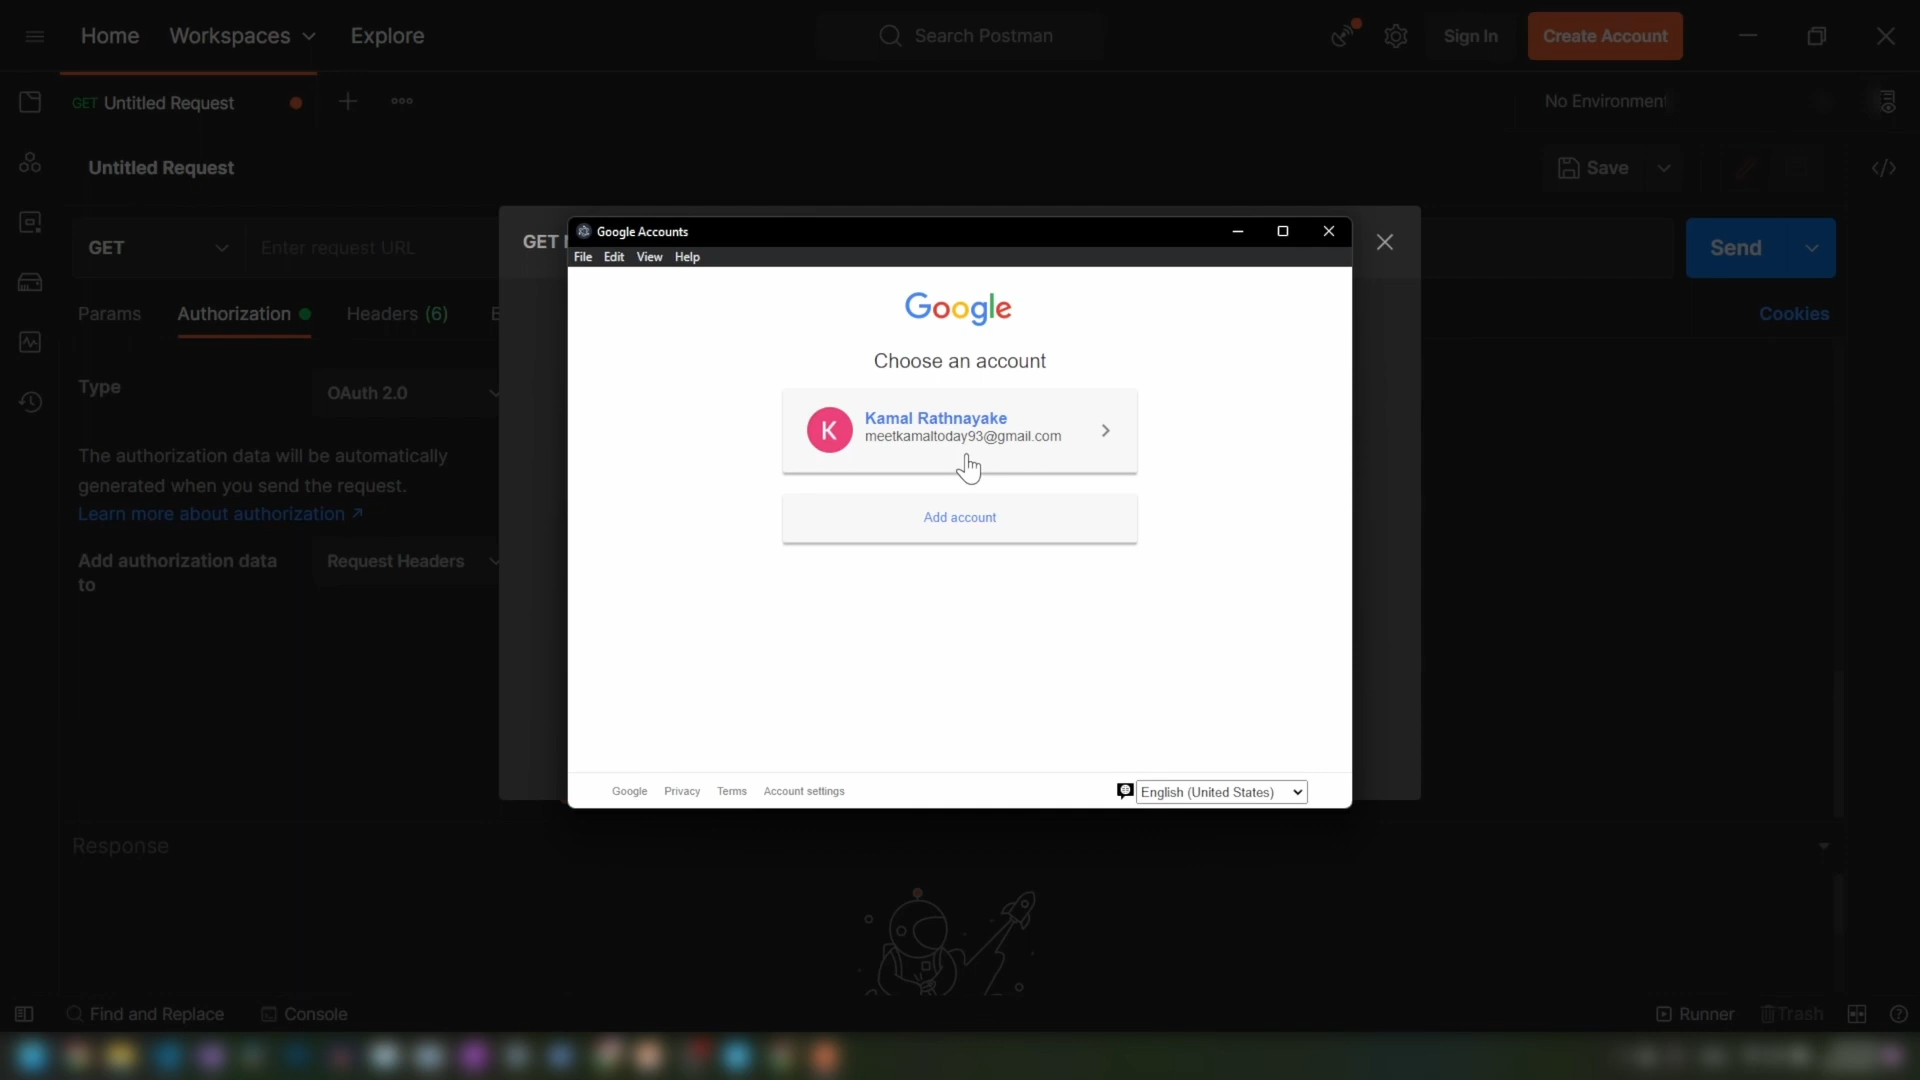 Home Workspaces Explore Search Postman Sign In Create Account
GET Untitled Request No Environment
Untitled Request Save </>
GET Enter request URL GET Send
Google Accounts
File Edit View Help
Params Authorization Headers (6) Cookies
Google
Choose an account
Type OAuth 2.0
K Kamal Rathnayake
meetkamaltoday93@gmail.com
The authorization data will be automatically
generated when you send the request.
Learn more about authorization ↗
Add account
Add authorization data
to
Request Headers
Google Privacy Terms Account settings English (United States)
Response
Find and Replace Console Runner Trash